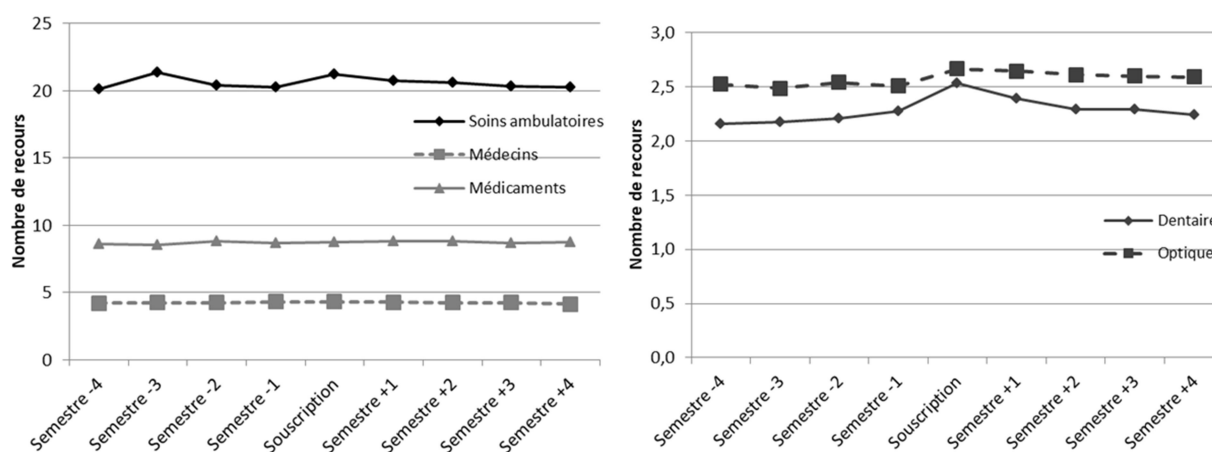 25
20
15
10
5
0
Nombre de recours
Soins ambulatoires
Médecins
Médicaments
Semestre -4
Semestre -3
Semestre -2
Semestre -1
Souscription
Semestre +1
Semestre +2
Semestre +3
Semestre +4
3,0
2,5
2,0
1,5
1,0
0,5
0,0
Nombre de recours
Dentaire
Optique
Semestre -4
Semestre -3
Semestre -2
Semestre -1
Souscription
Semestre +1
Semestre +2
Semestre +3
Semestre +4